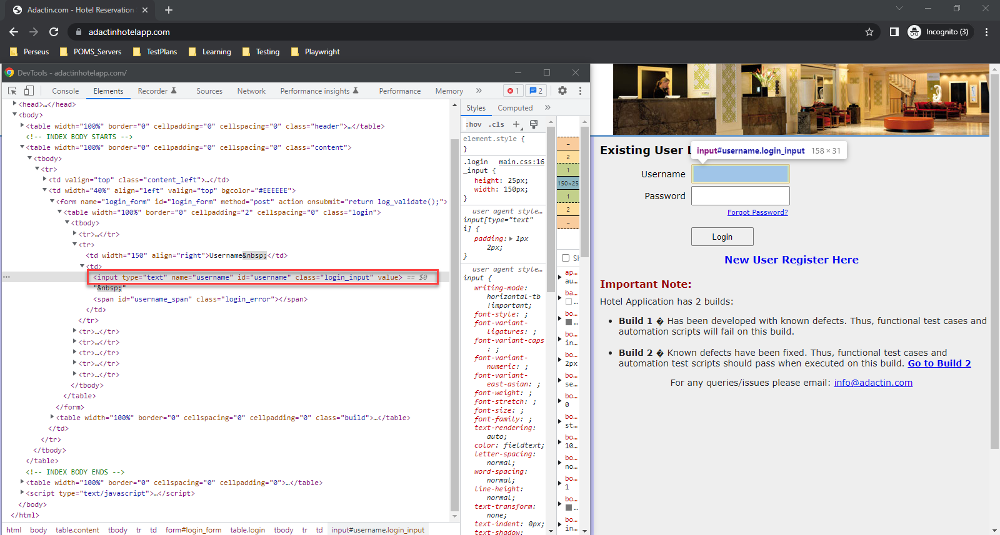 Adactin.com - Hotel Reservation
adactinhotelapp.com
Incognito (3)
Perseus
POMS_Servers
TestPlans
Learning
Testing
Playwright
DevTools - adactinhotelapp.com/
Console
Elements
Recorder
Sources
Network
Performance insights
Performance
Memory
1
2
<head>…</head>
<body>
<table width="100%" border="0" cellpadding="0" cellspacing="0" class="header">…</table>
<!-- INDEX BODY STARTS -->
<table width="100%" border="0" cellpadding="0" cellspacing="0" class="content">
<tbody>
<tr>
<td valign="top" class="content_left">…</td>
<td width="40%" align="left" valign="top" bgcolor="#EEEEEE">
<form name="login_form" id="login_form" method="post" action onsubmit="return log_validate();">
<table width="100%" border="0" cellpadding="2" cellspacing="0" class="login">
<tbody>
<tr>…</tr>
<tr>
<td width="150" align="right">Username&nbsp;</td>
<td>
<input type="text" name="username" id="username" class="login_input" value> == $0
"&nbsp;"
<span id="username_span" class="login_error"></span>
</td>
</tr>
<tr>…</tr>
<tr>…</tr>
<tr>…</tr>
<tr>…</tr>
<tr>…</tr>
</tbody>
</table>
</form>
<table width="100%" border="0" cellspacing="0" cellpadding="0" class="build">…</table>
</td>
</tr>
</tbody>
</table>
<!-- INDEX BODY ENDS -->
<table width="100%" border="0" cellspacing="0" cellpadding="0">…</table>
<script type="text/javascript">…</script>
</body>
</html>
html body table.content tbody tr td form#login_form table.login tbody tr td input#username.login_input
Styles
Computed
:hov .cls
element.style {
}
.login main.css:16
_input {
height: 25px;
width: 150px;
}
user agent style…
input[type="text"
i] {
padding: 1px
2px;
}
user agent style…
input {
writing-mode:
horizontal-tb
!important;
font-style: ;
font-variant-
ligatures: ;
font-variant-caps
: ;
font-variant-
numeric: ;
font-variant-
east-asian: ;
font-weight: ;
font-stretch: ;
font-size: ;
font-family: ;
text-rendering:
auto;
color: fieldtext;
letter-spacing:
normal;
word-spacing:
normal;
line-height:
normal;
text-transform:
none;
text-indent: 0px;
text-shadow:
–
2
1
150×25
1
2
–
Sh
ap…
au…
ba…
…
bo…
…
bo…
in…
bo…
2px
bo…
se…
bo…
0
bo…
st…
bo…
10…
bo…
no…
bo…
1
bo…
…
bo…
in…
Existing User L
input#username.login_input 158 × 31
Username
Password
Forgot Password?
Login
New User Register Here
Important Note:
Hotel Application has 2 builds:
• Build 1 � Has been developed with known defects. Thus, functional test cases and
automation scripts will fail on this build.
• Build 2 � Known defects have been fixed. Thus, functional test cases and
automation test scripts should pass when executed on this build. Go to Build 2
For any queries/issues please email: info@adactin.com